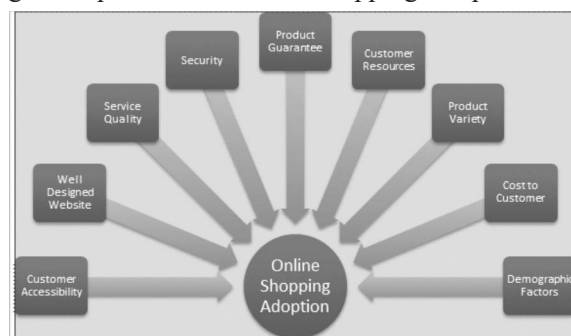 Product
Guarantee
Customer
Resources
Security
Product
Variety
Service
Quality
Well
Designed
Website
Cost to
Customer
Customer
Accessibility
Online
Shopping
Adoption
Demographic
Factors